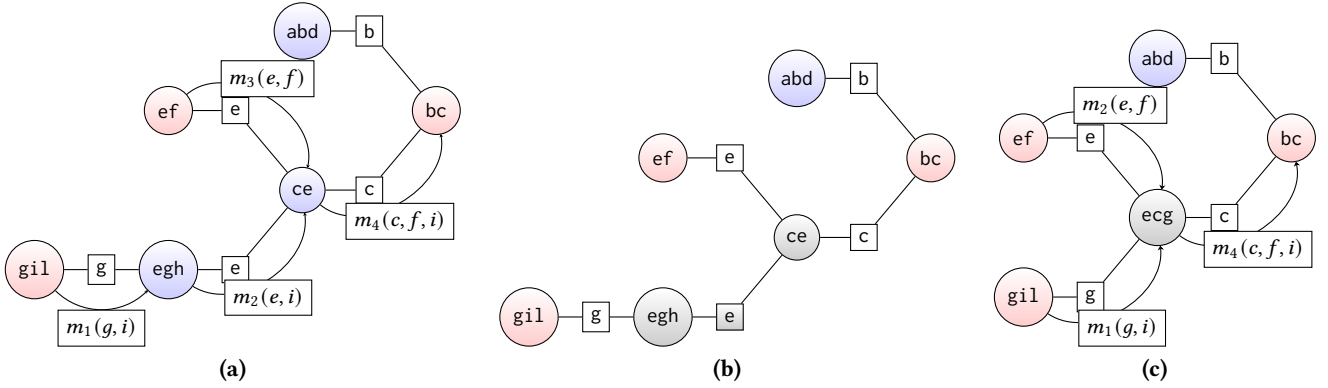 abd
b
m3(e, f)
ef
e
bc
ce
c
m4(c, f, i)
gil
g
egh
e
m2(e, i)
m1(g, i)
(a)
abd
b
ef
e
bc
ce
c
gil
g
egh
e
(b)
abd
b
m2(e, f)
ef
e
bc
ecg
c
m4(c, f, i)
gil
g
m1(g, i)
(c)